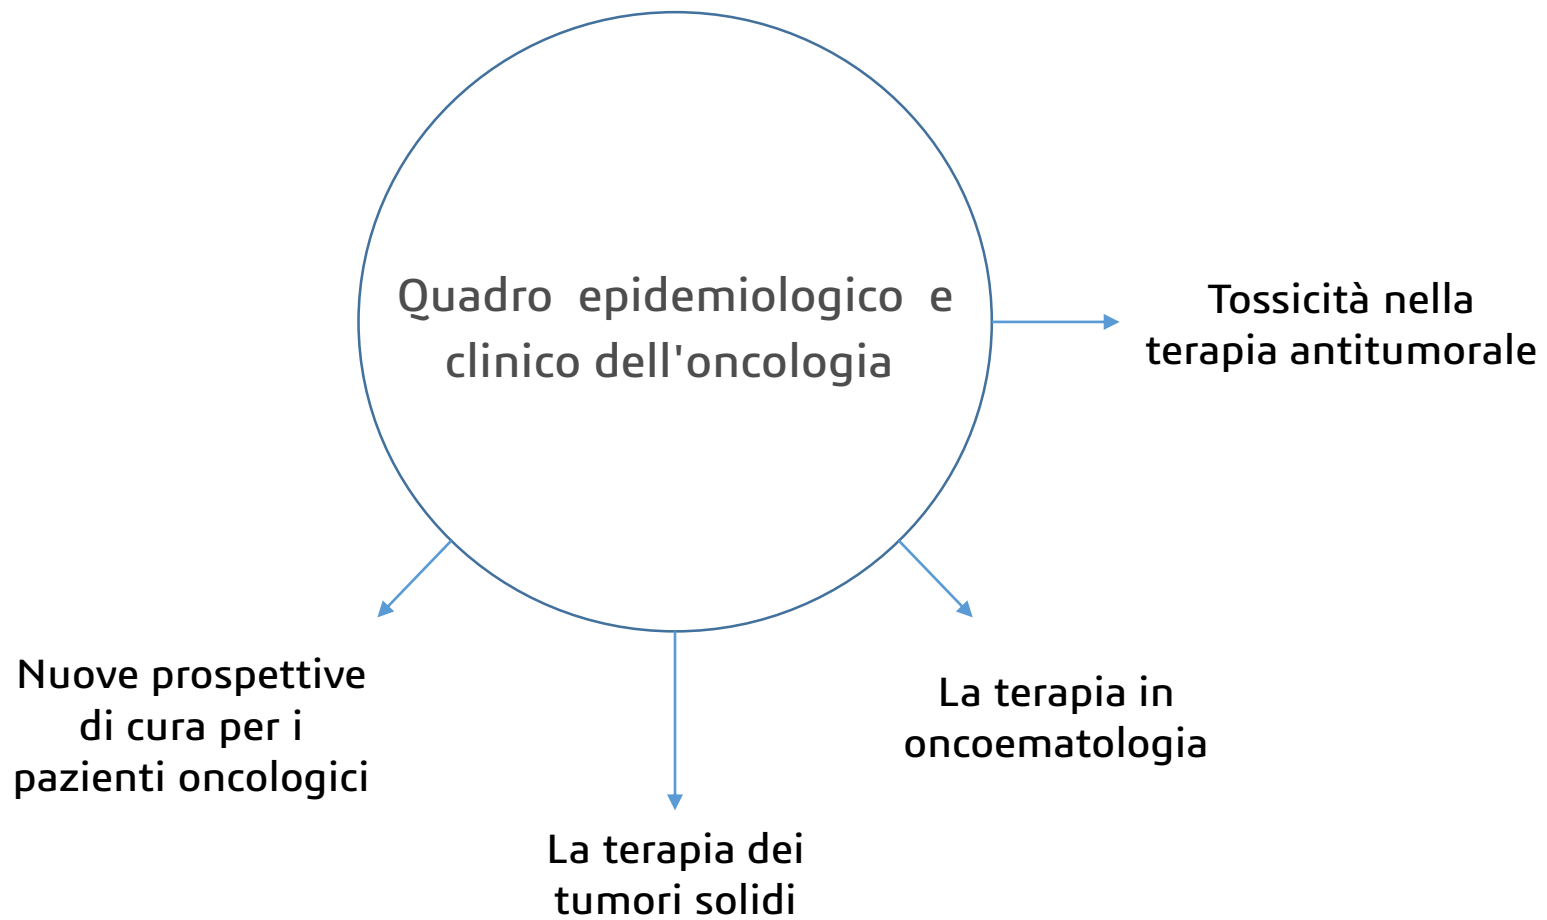 Quadro epidemiologico e
clinico dell'oncologia
Tossicità nella
terapia antitumorale
Nuove prospettive
di cura per i
pazienti oncologici
La terapia in
oncoematologia
La terapia dei
tumori solidi